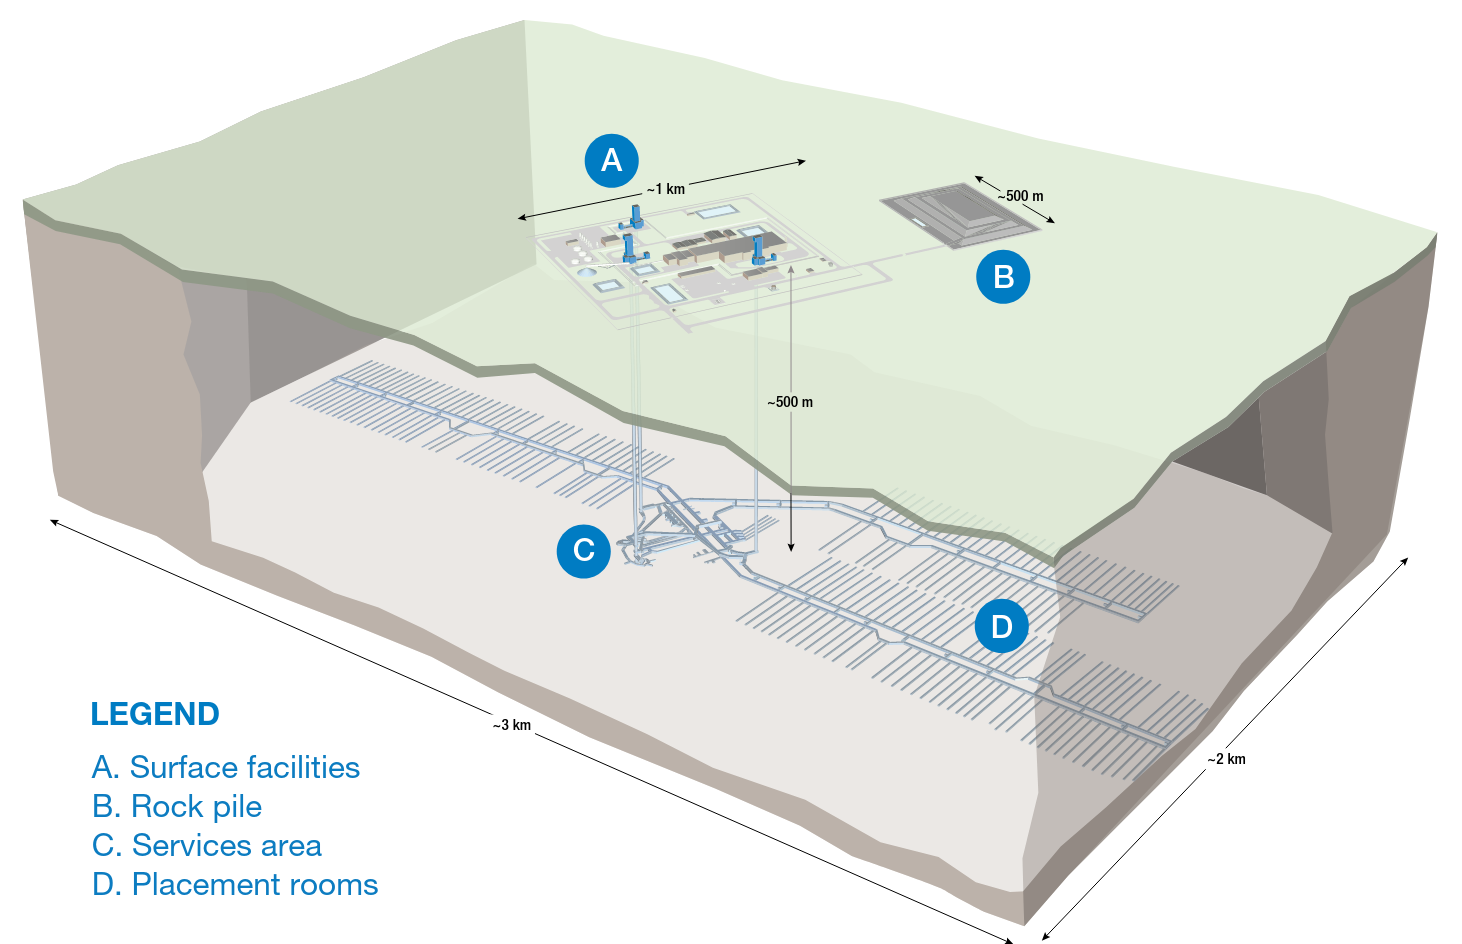 A
~1 km
~500 m
B
~500 m
C
D
~3 km
~2 km
LEGEND
A. Surface facilities
B. Rock pile
C. Services area
D. Placement rooms